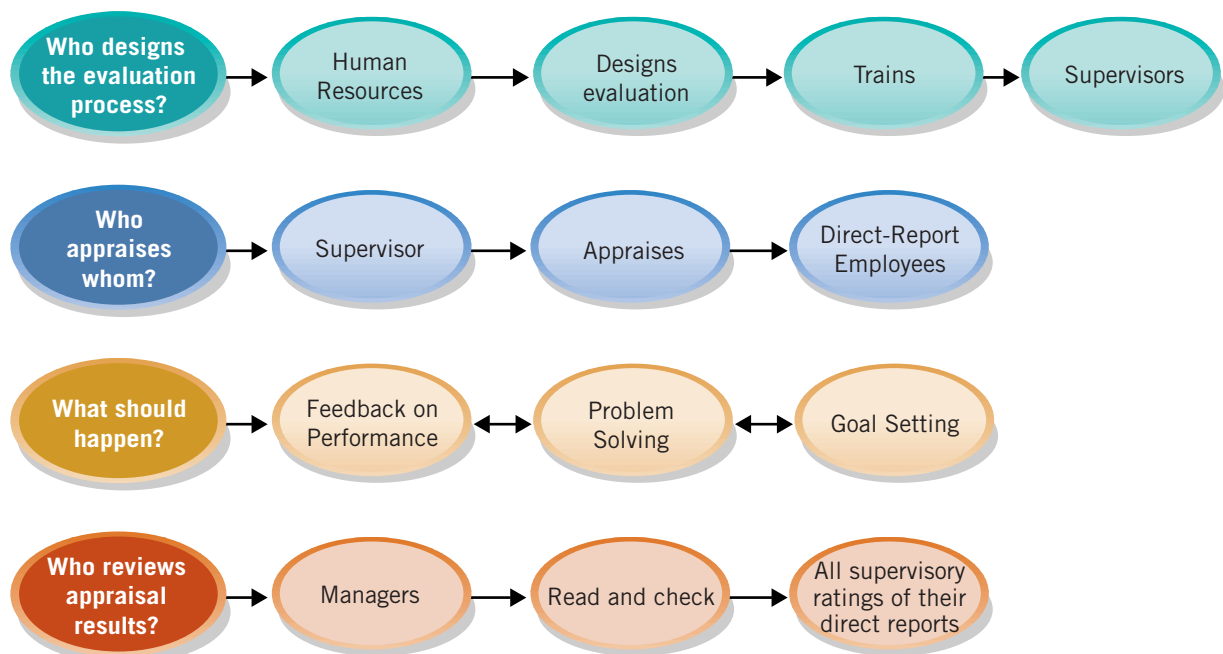 Who designs
the evaluation
process?
Human
Resources
Designs
evaluation
Trains
Supervisors
Who
appraises
whom?
Supervisor
Appraises
Direct-Report
Employees
What should
happen?
Feedback on
Performance
Problem
Solving
Goal Setting
Who reviews
appraisal
results?
Managers
Read and check
All supervisory
ratings of their
direct reports